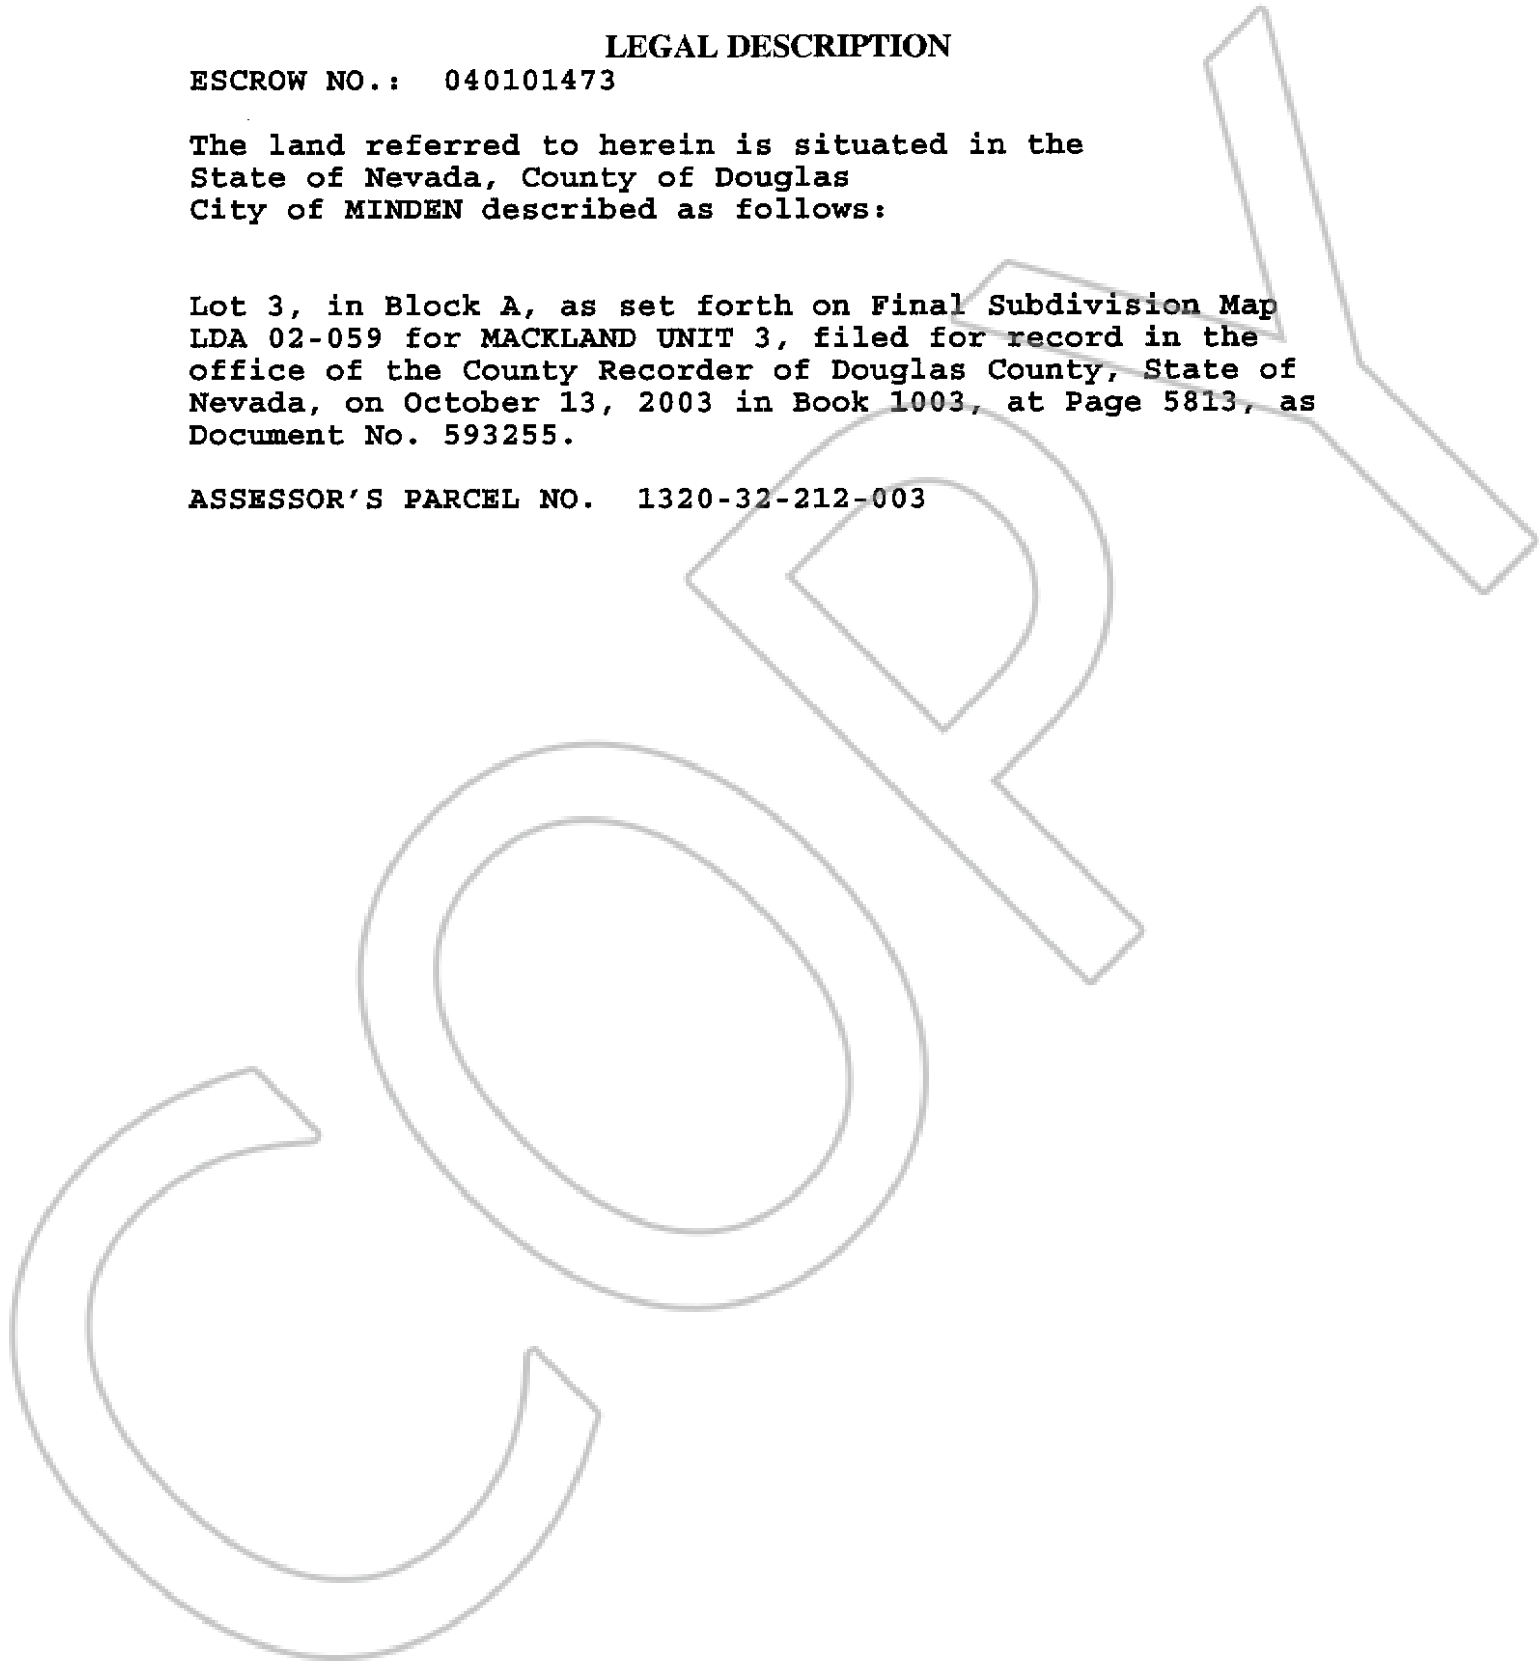 LEGAL DESCRIPTION
ESCROW NO.: 040101473
The land referred to herein is situated in the
State of Nevada, County of Douglas
City of MINDEN described as follows:
Lot 3, in Block A, as set forth on Final Subdivision Map
LDA 02-059 for MACKLAND UNIT 3, filed for record in the
office of the County Recorder of Douglas County, State of
Nevada, on October 13, 2003 in Book 1003, at Page 5813, as
Document No. 593255.
ASSESSOR'S PARCEL NO. 1320-32-212-003
COPY